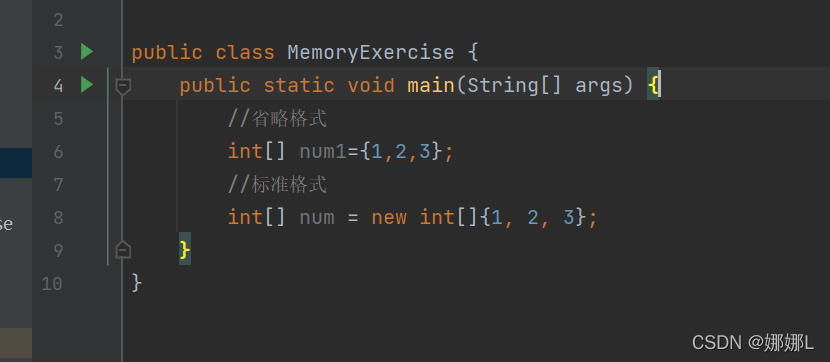 2
3 public class MemoryExercise {
4 public static void main(String[] args) {
5 //省略格式
6 int[] num1={1,2,3};
7 //标准格式
8 int[] num = new int[]{1, 2, 3};
9 }
10 }
se
CSDN @娜娜L